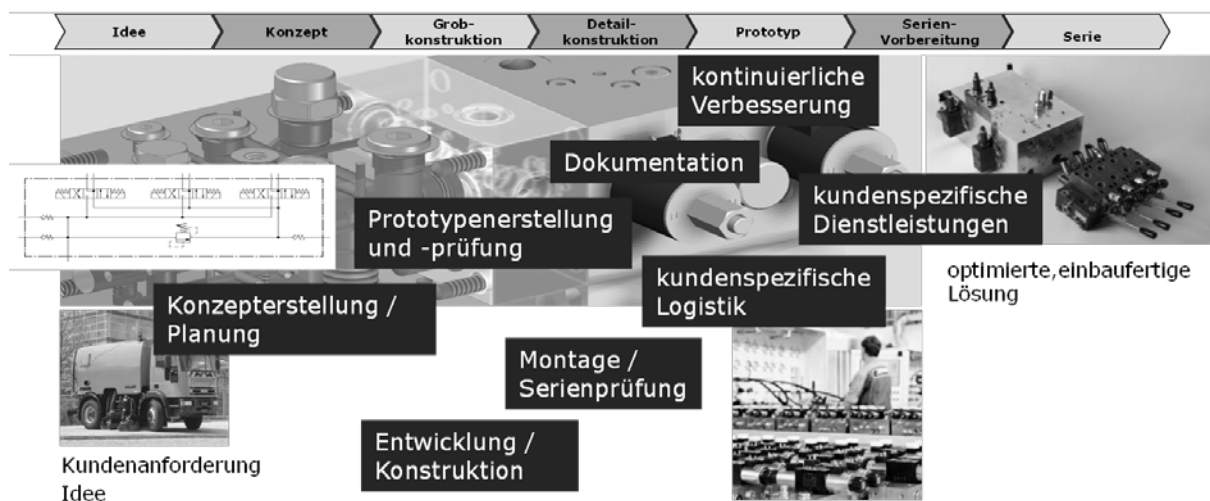 Idee
Konzept
Grob-
konstruktion
Detail-
konstruktion
Prototyp
Serien-
Vorbereitung
Serie
kontinuierliche
Verbesserung
Dokumentation
kundenspezifische
Dienstleistungen
Prototypenerstellung
und -prüfung
kundenspezifische
Logistik
optimierte, einbaufertige
Lösung
Konzepterstellung /
Planung
Montage /
Serienprüfung
Entwicklung /
Konstruktion
Kundenanforderung
Idee